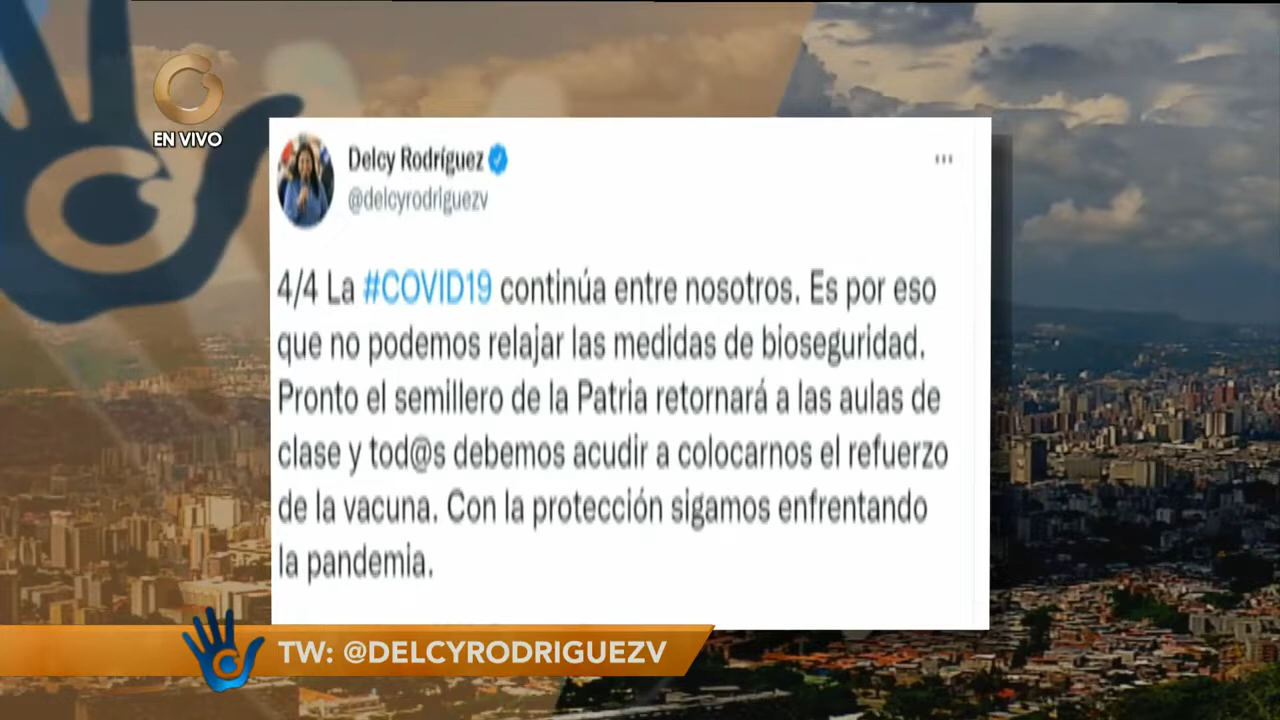 EN VIVO
Delcy Rodríguez
@delcyrodriguezv
4/4 La #COVID19 continúa entre nosotros. Es por eso
que no podemos relajar las medidas de bioseguridad.
Pronto el semillero de la Patria retornará a las aulas de
clase y tod@s debemos acudir a colocarnos el refuerzo
de la vacuna. Con la protección sigamos enfrentando
la pandemia.
TW: @DELCYRODRIGUEZV